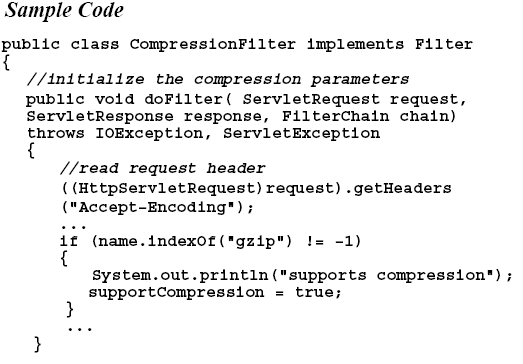 Sample Code
public class CompressionFilter implements Filter
{
//initialize the compression parameters
public void doFilter( ServletRequest request,
ServletResponse response, FilterChain chain)
throws IOException, ServletException
{
//read request header
((HttpServletRequest)request).getHeaders
("Accept-Encoding");
...
if (name.indexOf("gzip") != -1)
{
System.out.println("supports compression");
supportCompression = true;
}
...
}